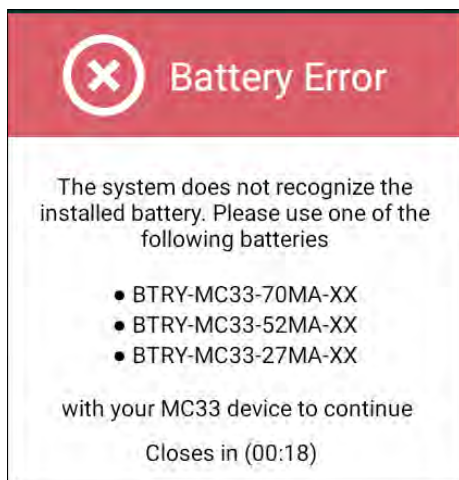 Battery Error
The system does not recognize the
installed battery. Please use one of the
following batteries
● BTRY-MC33-70MA-XX
● BTRY-MC33-52MA-XX
● BTRY-MC33-27MA-XX
with your MC33 device to continue
Closes in (00:18)